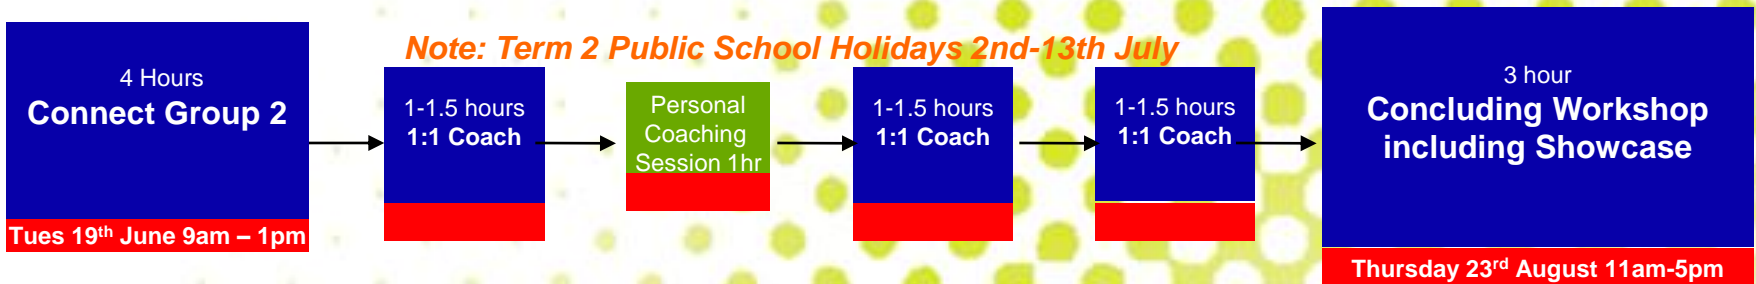 Note: Term 2 Public School Holidays 2nd-13th July
4 Hours
Connect Group 2
Tues 19th June 9am – 1pm
1-1.5 hours
1:1 Coach
Personal
Coaching
Session 1hr
1-1.5 hours
1:1 Coach
1-1.5 hours
1:1 Coach
3 hour
Concluding Workshop
including Showcase
Thursday 23rd August 11am-5pm